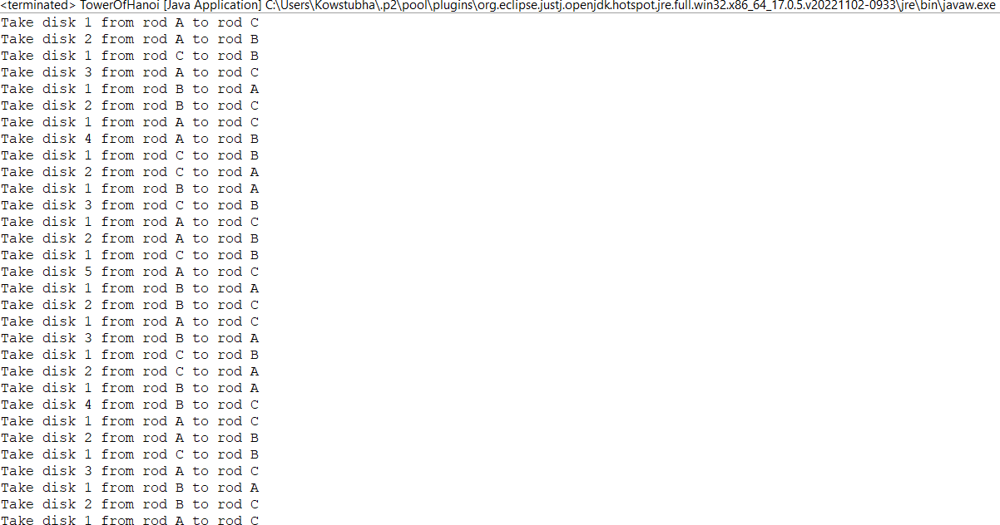 <terminated> TowerOfHanoi [Java Application] C:\Users\Kowstubha\.p2\pool\plugins\org.eclipse.justj.openjdk.hotspot.jre.full.win32.x86_64_17.0.5.v20221102-0933\jre\bin\javaw.exe
Take disk 1 from rod A to rod C
Take disk 2 from rod A to rod B
Take disk 1 from rod C to rod B
Take disk 3 from rod A to rod C
Take disk 1 from rod B to rod A
Take disk 2 from rod B to rod C
Take disk 1 from rod A to rod C
Take disk 4 from rod A to rod B
Take disk 1 from rod C to rod B
Take disk 2 from rod C to rod A
Take disk 1 from rod B to rod A
Take disk 3 from rod C to rod B
Take disk 1 from rod A to rod C
Take disk 2 from rod A to rod B
Take disk 1 from rod C to rod B
Take disk 5 from rod A to rod C
Take disk 1 from rod B to rod A
Take disk 2 from rod B to rod C
Take disk 1 from rod A to rod C
Take disk 3 from rod B to rod A
Take disk 1 from rod C to rod B
Take disk 2 from rod C to rod A
Take disk 1 from rod B to rod A
Take disk 4 from rod B to rod C
Take disk 1 from rod A to rod C
Take disk 2 from rod A to rod B
Take disk 1 from rod C to rod B
Take disk 3 from rod A to rod C
Take disk 1 from rod B to rod A
Take disk 2 from rod B to rod C
Take disk 1 from rod A to rod C